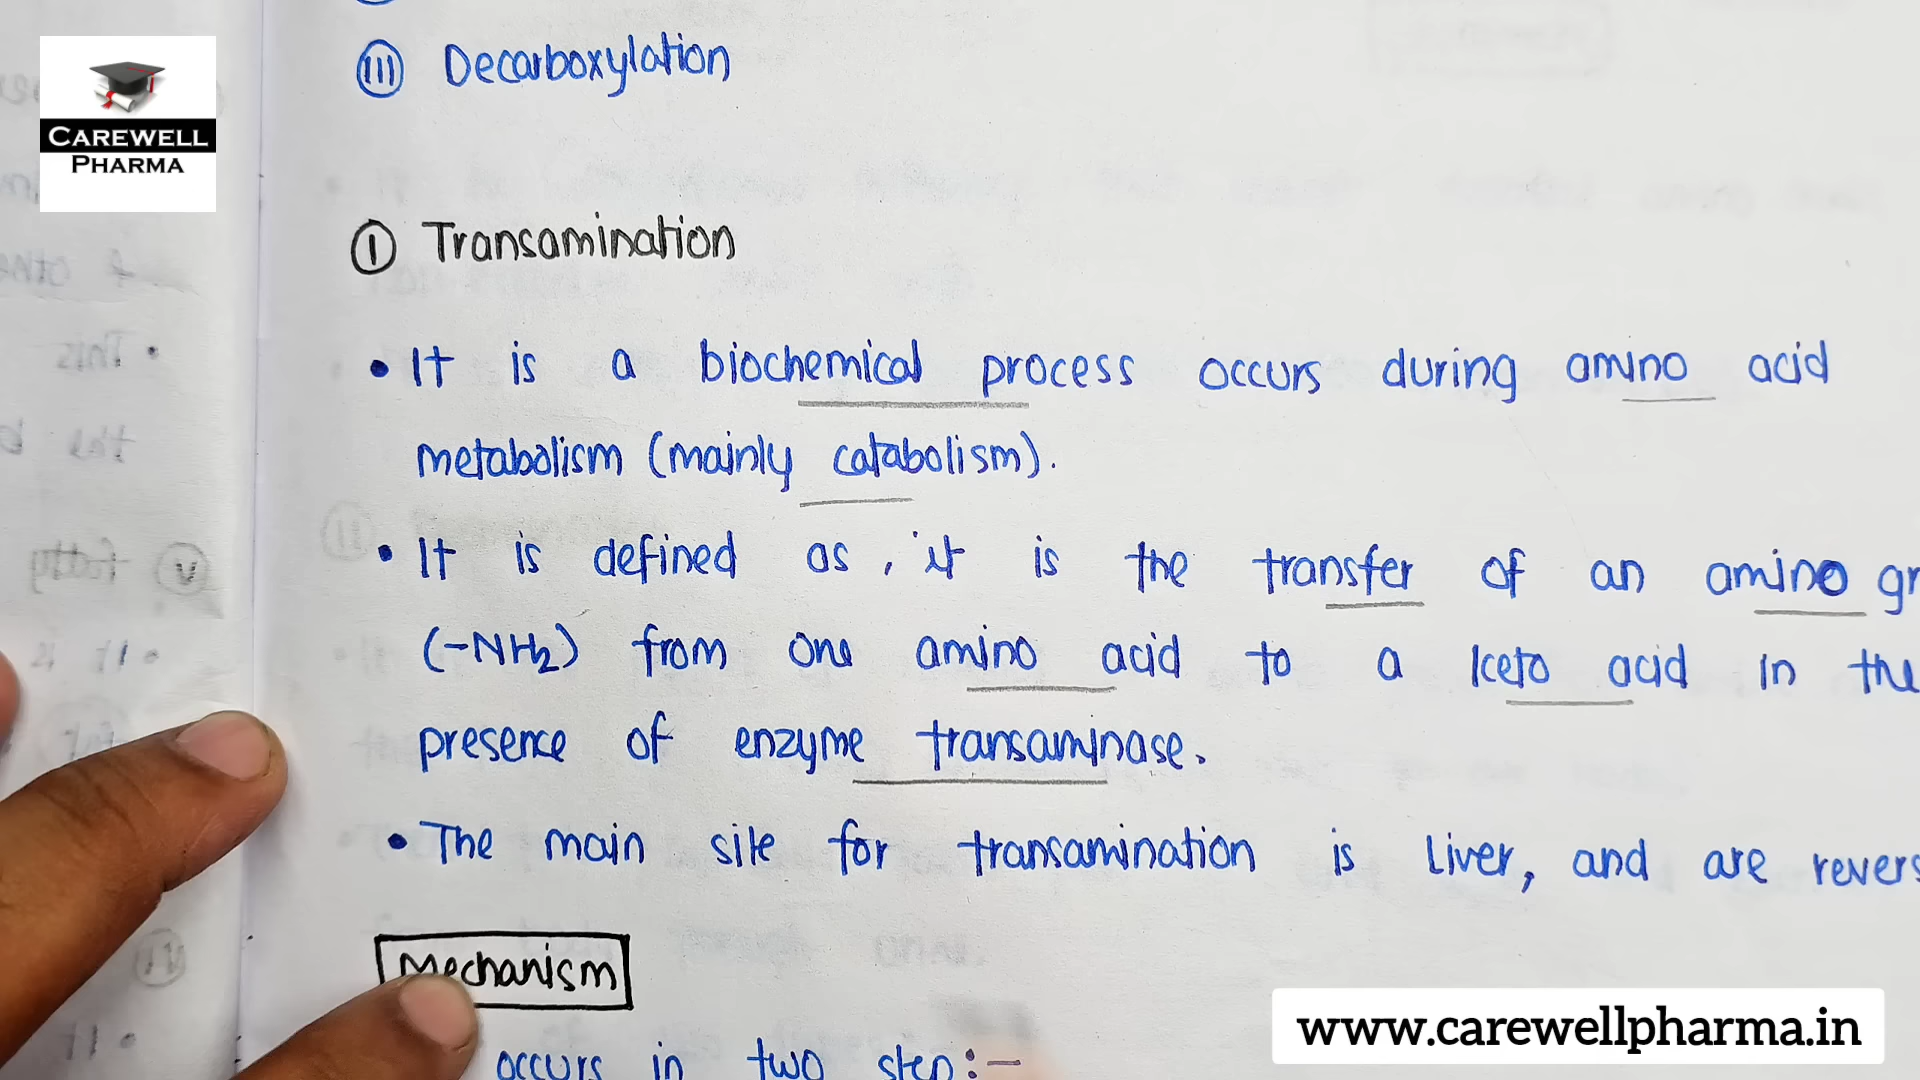 CAREWELL
PHARMA
III Decarboxylation
I Transamination
• It is a biochemical process occurs during amino acid
metabolism (mainly catabolism).
• It is defined as, it is the transfer of an amino gr
(-NH2) from one amino acid to a keto acid in the
presence of enzyme transaminase.
• The main site for transamination is liver, and are revers
Mechanism
occurs in two step:-
www.carewellpharma.in